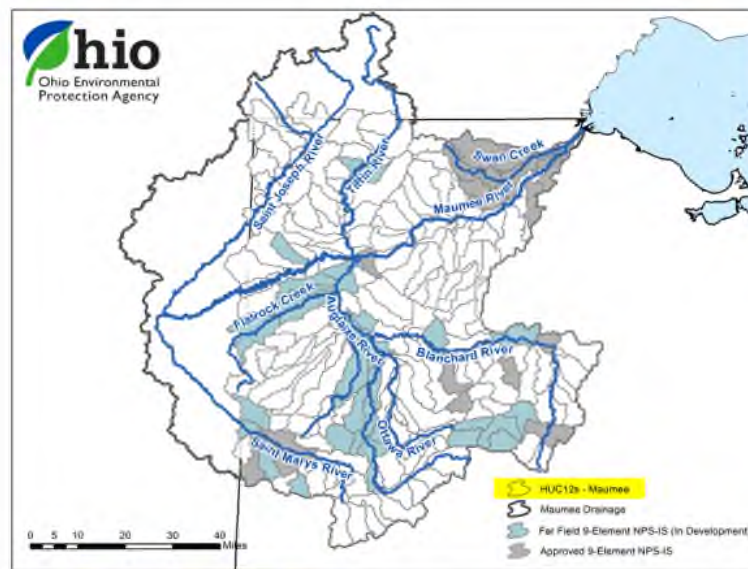 Ohio
Ohio Environmental
Protection Agency
Swan Creek
Saint Joseph River
Tiffin River
Maumee River
Flatrock Creek
Auglaize River
Blanchard River
Ottawa River
Saint Marys River
HUC12s - Maumee
Maumee Drainage
Far Field 9-Element NPS-IS (In Development)
Approved 9-Element NPS-IS
0 5 10 20 30 40
Miles